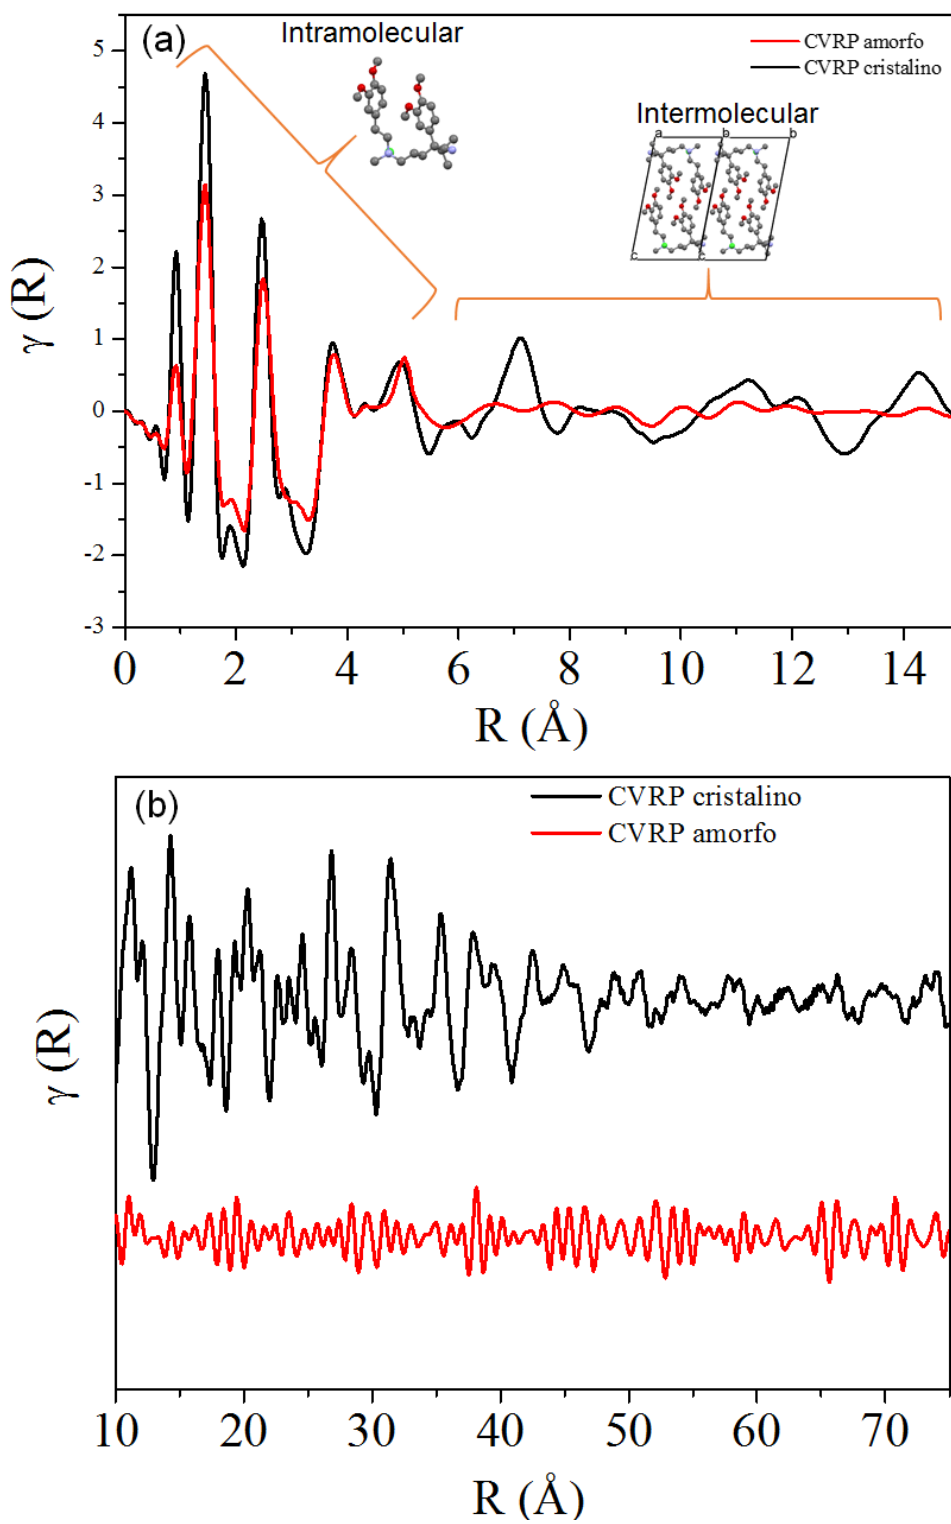 (a)
Intramolecular
CVRP amorfo
CVRP cristalino
Intermolecular
a b b
c c
5
4
3
2
1
0
-1
-2
-3
γ (R)
0 2 4 6 8 10 12 14
R (Å)
(b)
CVRP cristalino
CVRP amorfo
γ (R)
10 20 30 40 50 60 70
R (Å)